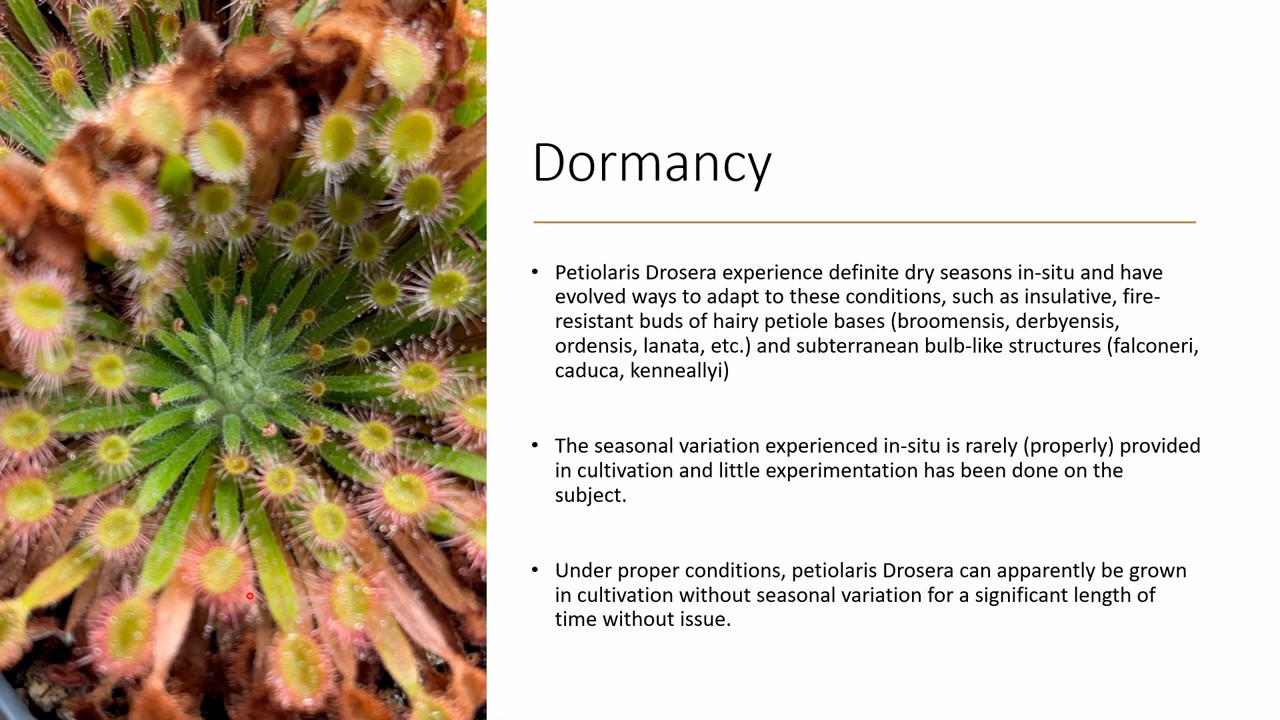 Dormancy
• Petiolaris Drosera experience definite dry seasons in-situ and have
evolved ways to adapt to these conditions, such as insulative, fire-
resistant buds of hairy petiole bases (broomensis, derbyensis,
ordensis, lanata, etc.) and subterranean bulb-like structures (falconeri,
caduca, kenneallyi)
• The seasonal variation experienced in-situ is rarely (properly) provided
in cultivation and little experimentation has been done on the
subject.
• Under proper conditions, petiolaris Drosera can apparently be grown
in cultivation without seasonal variation for a significant length of
time without issue.